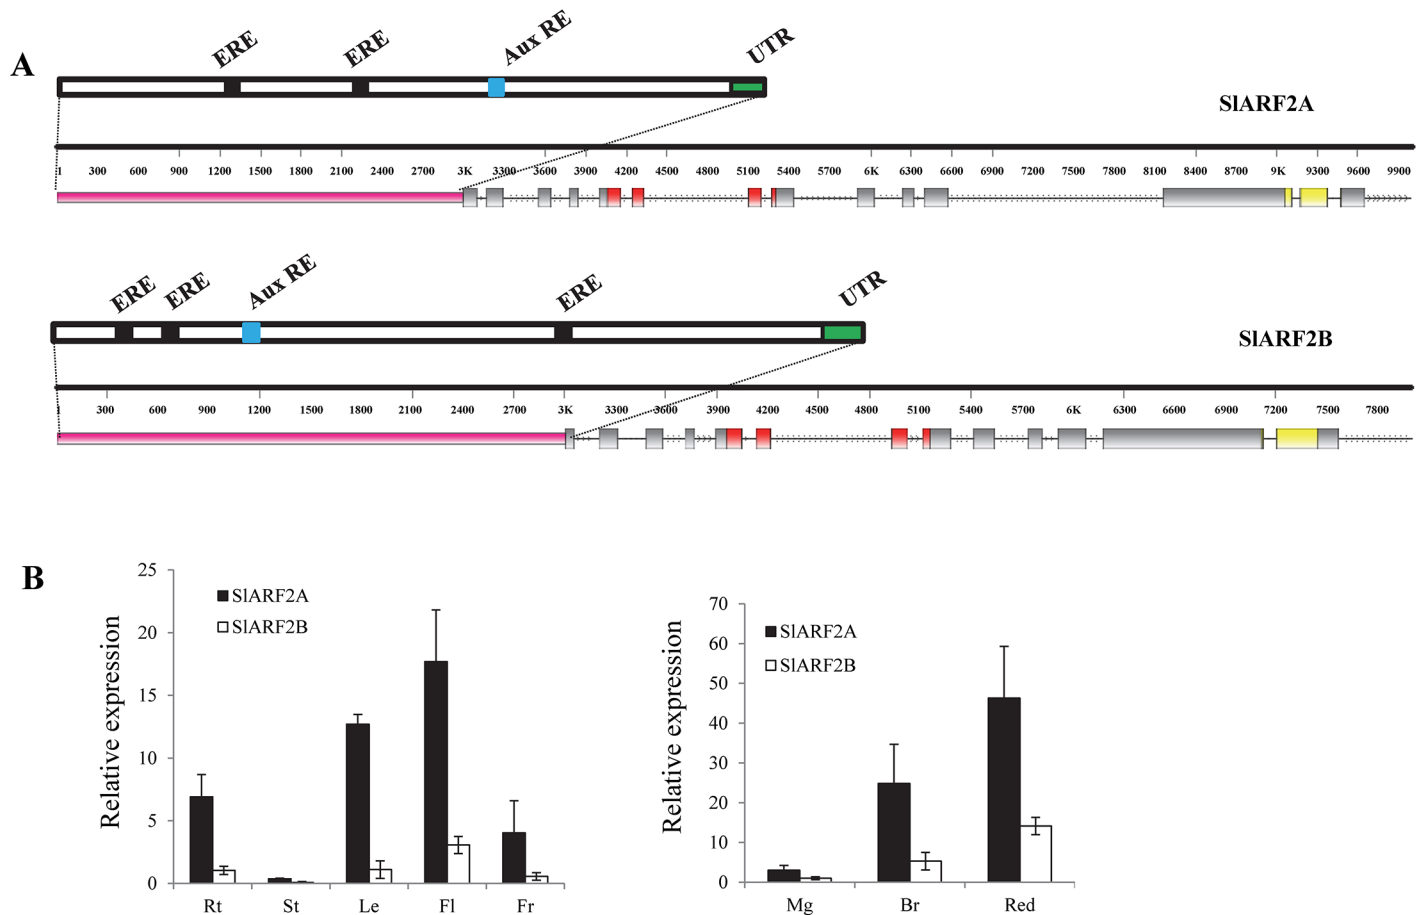 A
ERE ERE Aux RE UTR
SlARF2A
1 300 600 900 1200 1500 1800 2100 2400 2700 3K 3300 3600 3900 4200 4500 4800 5100 5400 5700 6K 6300 6600 6900 7200 7500 7800 8100 8400 8700 9K 9300 9600 9900
ERE ERE Aux RE ERE UTR
SlARF2B
1 300 600 900 1200 1500 1800 2100 2400 2700 3K 3300 3600 3900 4200 4500 4800 5100 5400 5700 6K 6300 6600 6900 7200 7500 7800
B
Relative expression
25
20
15
10
5
0
SlARF2A
SlARF2B
Rt St Le Fl Fr
Relative expression
70
60
50
40
30
20
10
0
SlARF2A
SlARF2B
Mg Br Red